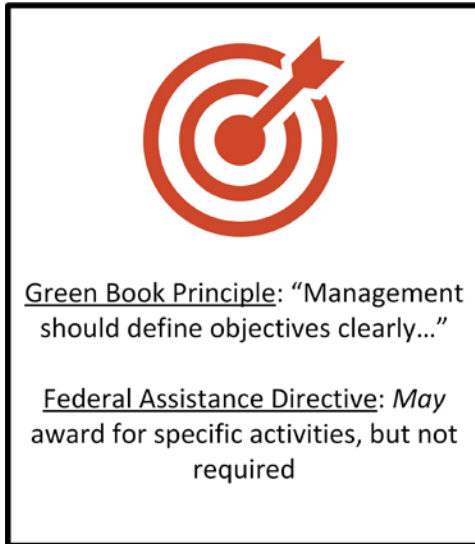 Green Book Principle: “Management
should define objectives clearly…”
Federal Assistance Directive: May
award for specific activities, but not
required